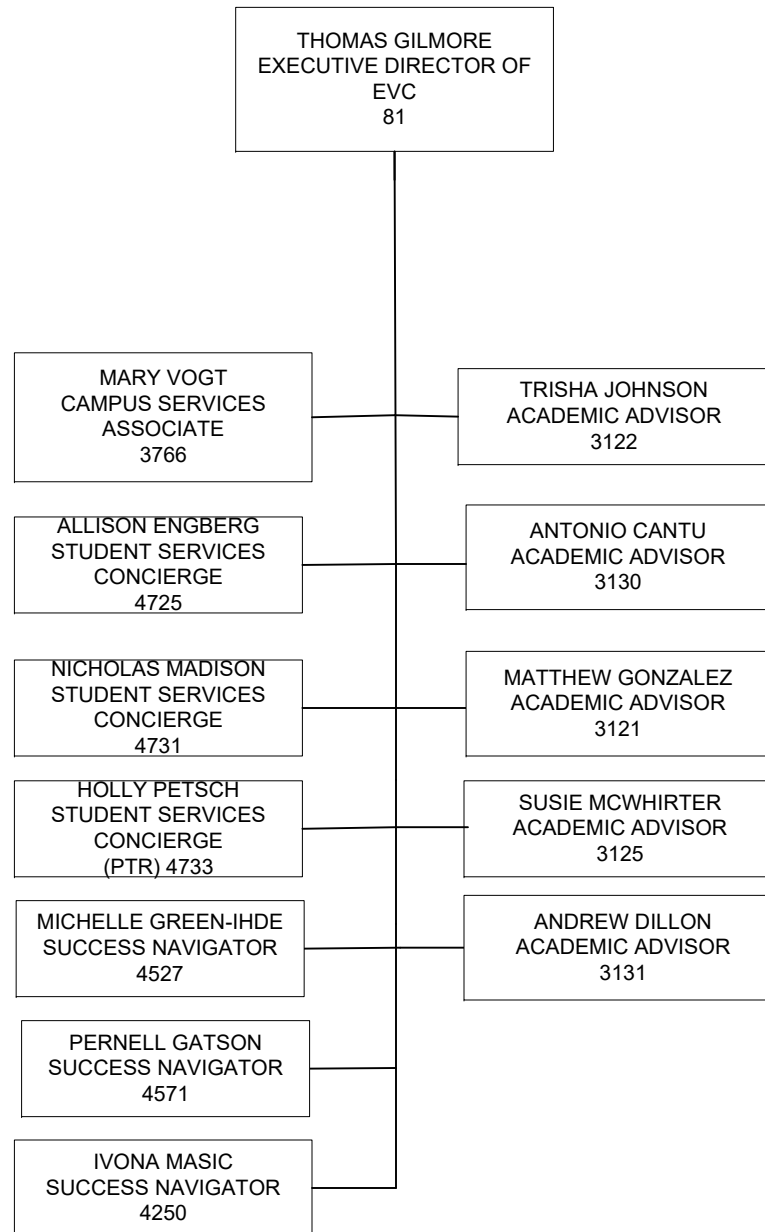 THOMAS GILMORE
EXECUTIVE DIRECTOR OF
EVC
81
MARY VOGT
CAMPUS SERVICES
ASSOCIATE
3766
TRISHA JOHNSON
ACADEMIC ADVISOR
3122
ALLISON ENGBERG
STUDENT SERVICES
CONCIERGE
4725
ANTONIO CANTU
ACADEMIC ADVISOR
3130
NICHOLAS MADISON
STUDENT SERVICES
CONCIERGE
4731
MATTHEW GONZALEZ
ACADEMIC ADVISOR
3121
HOLLY PETSCH
STUDENT SERVICES
CONCIERGE
(PTR) 4733
SUSIE MCWHIRTER
ACADEMIC ADVISOR
3125
MICHELLE GREEN-IHDE
SUCCESS NAVIGATOR
4527
ANDREW DILLON
ACADEMIC ADVISOR
3131
PERNELL GATSON
SUCCESS NAVIGATOR
4571
IVONA MASIC
SUCCESS NAVIGATOR
4250